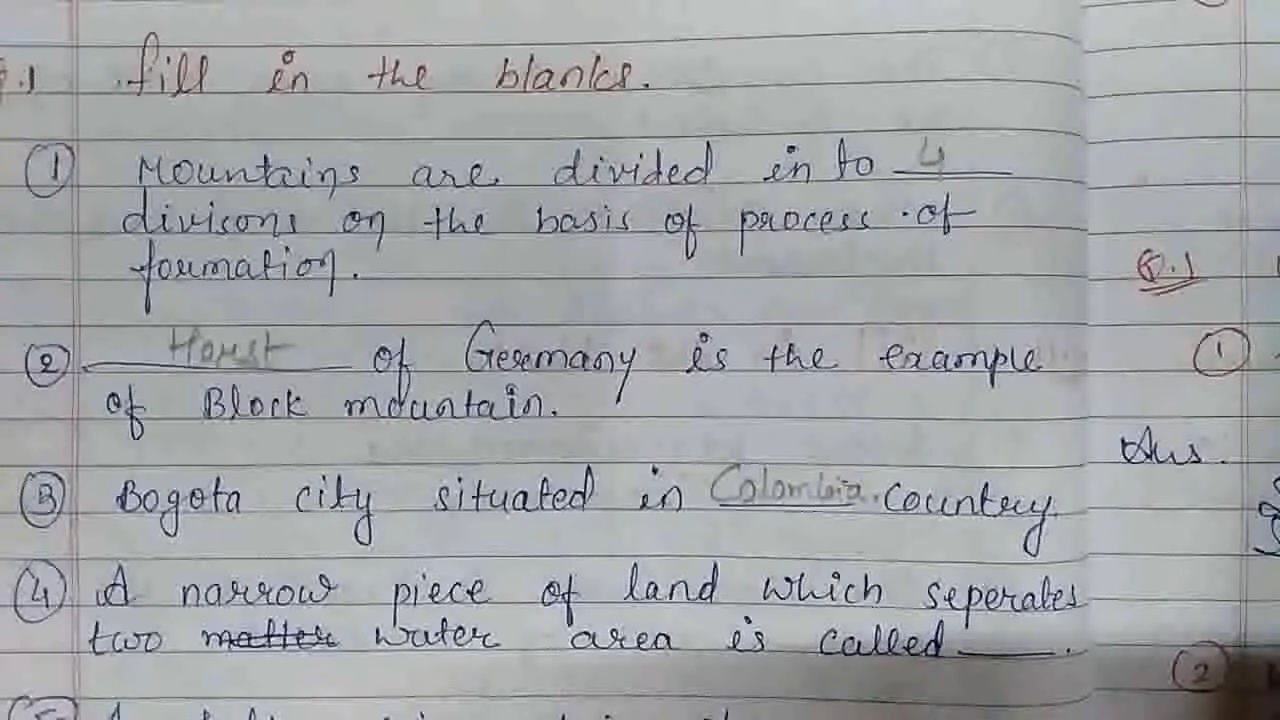 fill in the blanks.
① Mountains are divided in to 4
divisons on the basis of process of
formation.
② Horst of Germany is the example
of Block mountain.
③ Bogota city situated in Colombia. country.
④ A narrow piece of land which seperates
two matter water area is called ____.
Q.1
①
Ans.
②